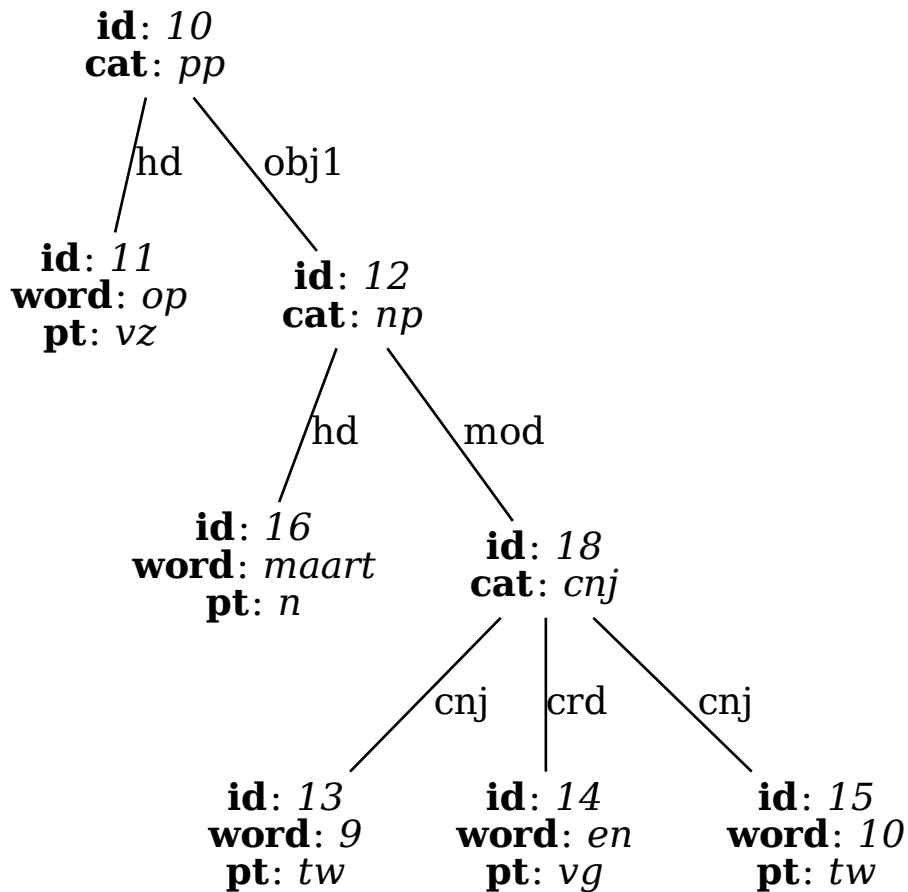 id: 10
cat: pp
hd
obj1
id: 11
word: op
pt: vz
id: 12
cat: np
hd
mod
id: 16
word: maart
pt: n
id: 18
cat: cnj
cnj
crd
cnj
id: 13
word: 9
pt: tw
id: 14
word: en
pt: vg
id: 15
word: 10
pt: tw